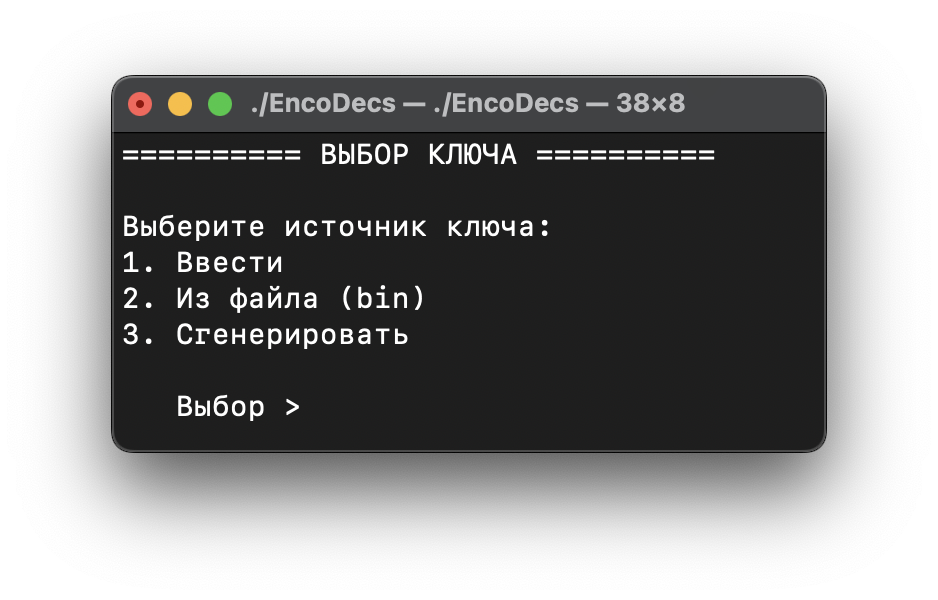 ./EncoDecs — ./EncoDecs — 38×8
========== ВЫБОР КЛЮЧА ==========
Выберите источник ключа:
1. Ввести
2. Из файла (bin)
3. Сгенерировать
Выбор >